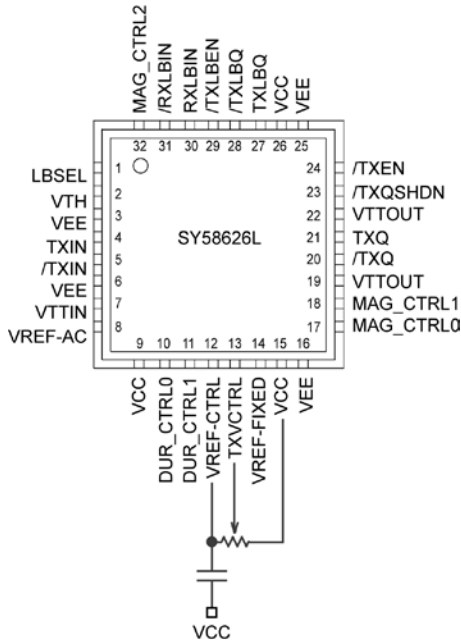 MAG_CTRL2
/RXLBIN
RXLBIN
/TXLBEN
/TXLBQ
TXLBQ
VCC
VEE
32 31 30 29 28 27 26 25
LBSEL 1
VTH 2
VEE 3
TXIN 4
/TXIN 5
VEE 6
VTTIN 7
VREF-AC 8
SY58626L
24 /TXEN
23 /TXQSHDN
22 VTTOUT
21 TXQ
20 /TXQ
19 VTTOUT
18 MAG_CTRL1
17 MAG_CTRL0
9 10 11 12 13 14 15 16
VCC
DUR_CTRL0
DUR_CTRL1
VREF-CTRL
TXVCTRL
VREF-FIXED
VCC
VEE
VCC